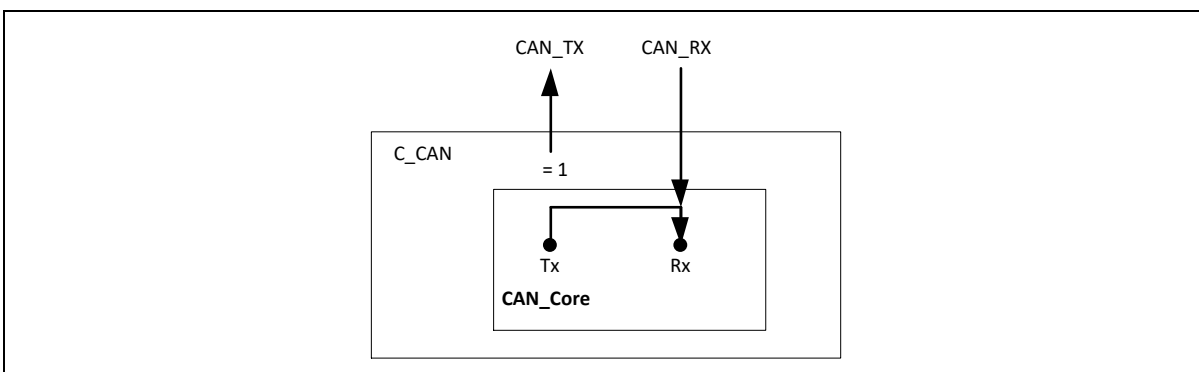 CAN_TX CAN_RX
C_CAN
= 1
Tx Rx
CAN_Core